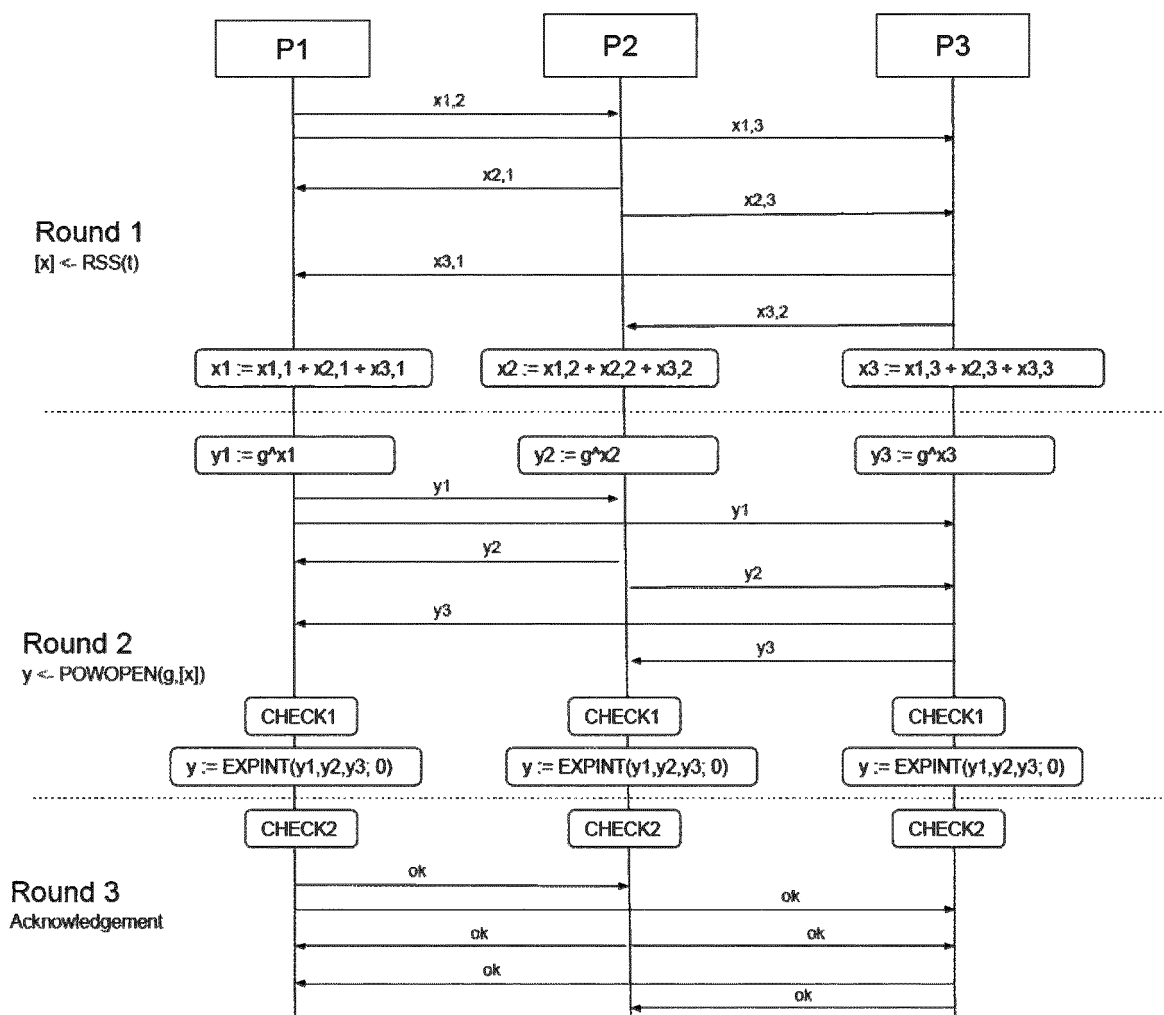 P1
P2
P3
x1,2
x1,3
x2,1
x2,3
Round 1
[x] <- RSS(t)
x3,1
x3,2
x1 := x1,1 + x2,1 + x3,1
x2 := x1,2 + x2,2 + x3,2
x3 := x1,3 + x2,3 + x3,3
y1 := g^x1
y2 := g^x2
y3 := g^x3
y1
y1
y2
y2
y3
Round 2
y <- POWOPEN(g,[x])
y3
CHECK1
CHECK1
CHECK1
y := EXPINT(y1,y2,y3; 0)
y := EXPINT(y1,y2,y3; 0)
y := EXPINT(y1,y2,y3; 0)
CHECK2
CHECK2
CHECK2
Round 3
Acknowledgement
ok
ok
ok
ok
ok
ok